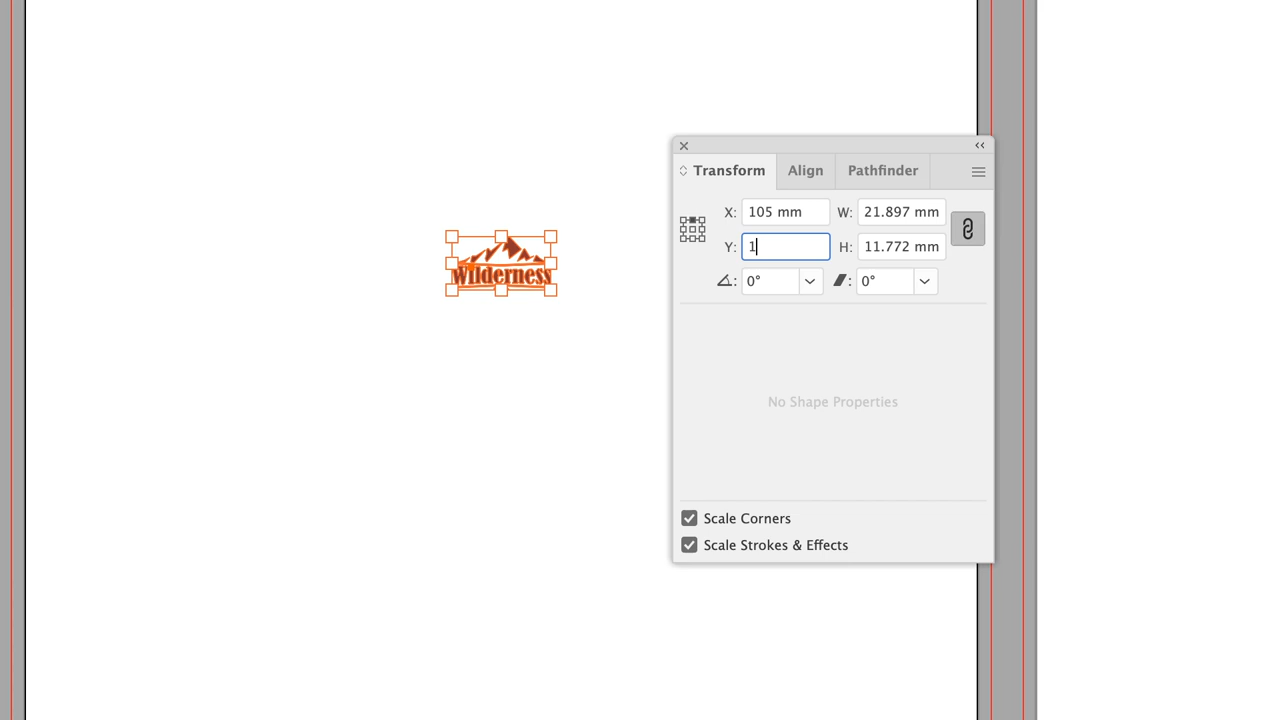 Transform Align Pathfinder
X: 105 mm W: 21.897 mm
Y: 1 H: 11.772 mm
0° 0°
Wilderness
No Shape Properties
Scale Corners
Scale Strokes & Effects